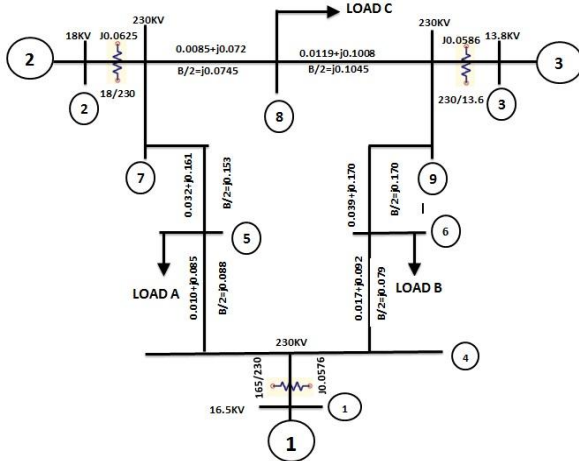 LOAD C
230KV
230KV
18KV
J0.0625
J0.0586
13.8KV
0.0085+j0.072
0.0119+j0.1008
2
3
B/2=j0.0745
B/2=j0.1045
18/230
230/13.6
2
8
3
7
9
0.032+j0.161
B/2=j0.153
0.039+j0.170
B/2=j0.170
5
6
LOAD A
LOAD B
0.010+j0.085
B/2=j0.088
0.017+j0.092
B/2=j0.079
230KV
4
165/230
J0.0576
16.5KV
1
1